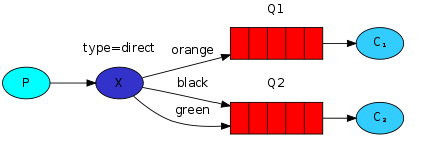 Q1
type=direct
orange
C₁
P
X
black
Q2
green
C₂